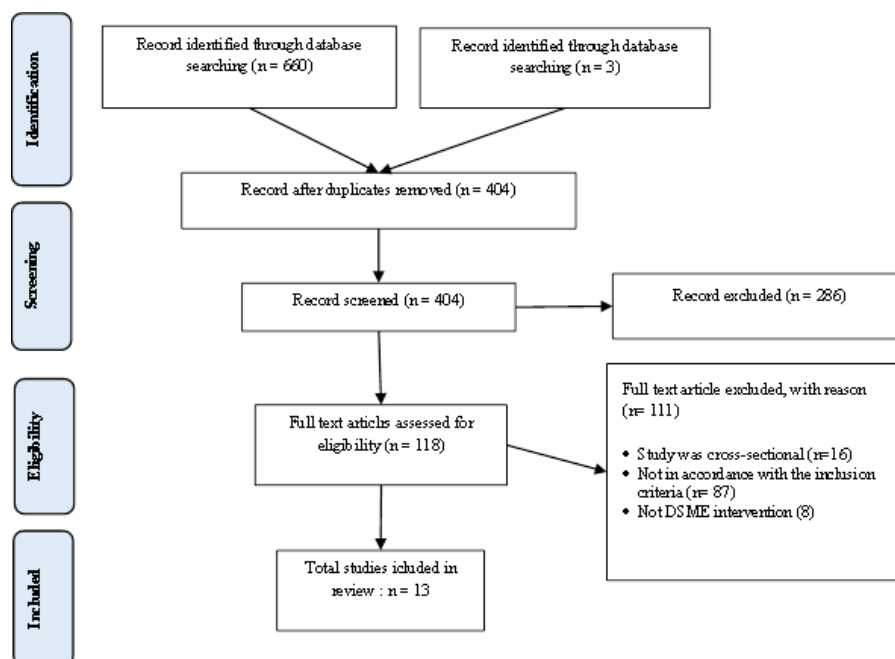 Identification
Record identified through database
searching (n = 660)
Record identified through database
searching (n = 3)
Record after duplicates removed (n = 404)
Screening
Record screened (n = 404)
Record excluded (n = 286)
Eligibility
Full text articlrs assessed for
eligibility (n = 118)
Full text article excluded, with reason
(n= 111)
• Study was cross-sectional (n=16)
• Not in accordance with the inclusion
criteria (n= 87)
• Not DSME intervention (8)
Included
Total studies icluded in
review : n = 13